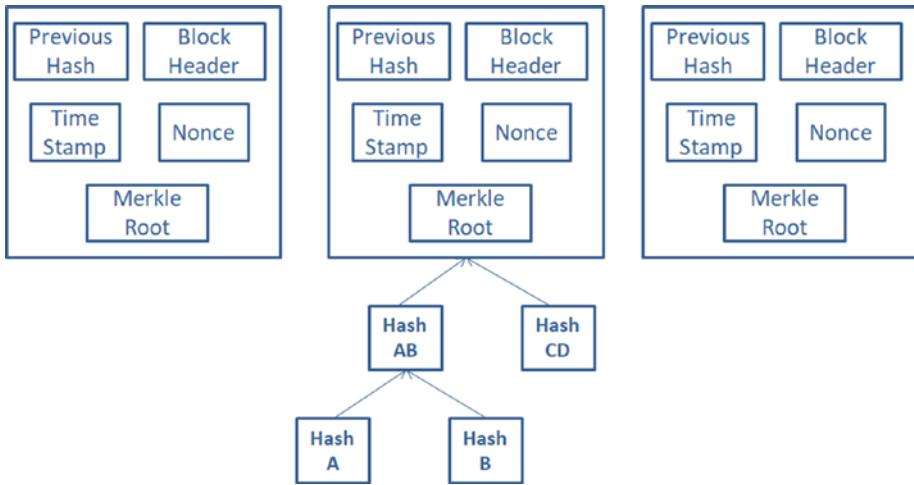 Previous
Hash
Block
Header
Time
Stamp
Nonce
Merkle
Root
Previous
Hash
Block
Header
Time
Stamp
Nonce
Merkle
Root
Previous
Hash
Block
Header
Time
Stamp
Nonce
Merkle
Root
Hash
AB
Hash
CD
Hash
A
Hash
B